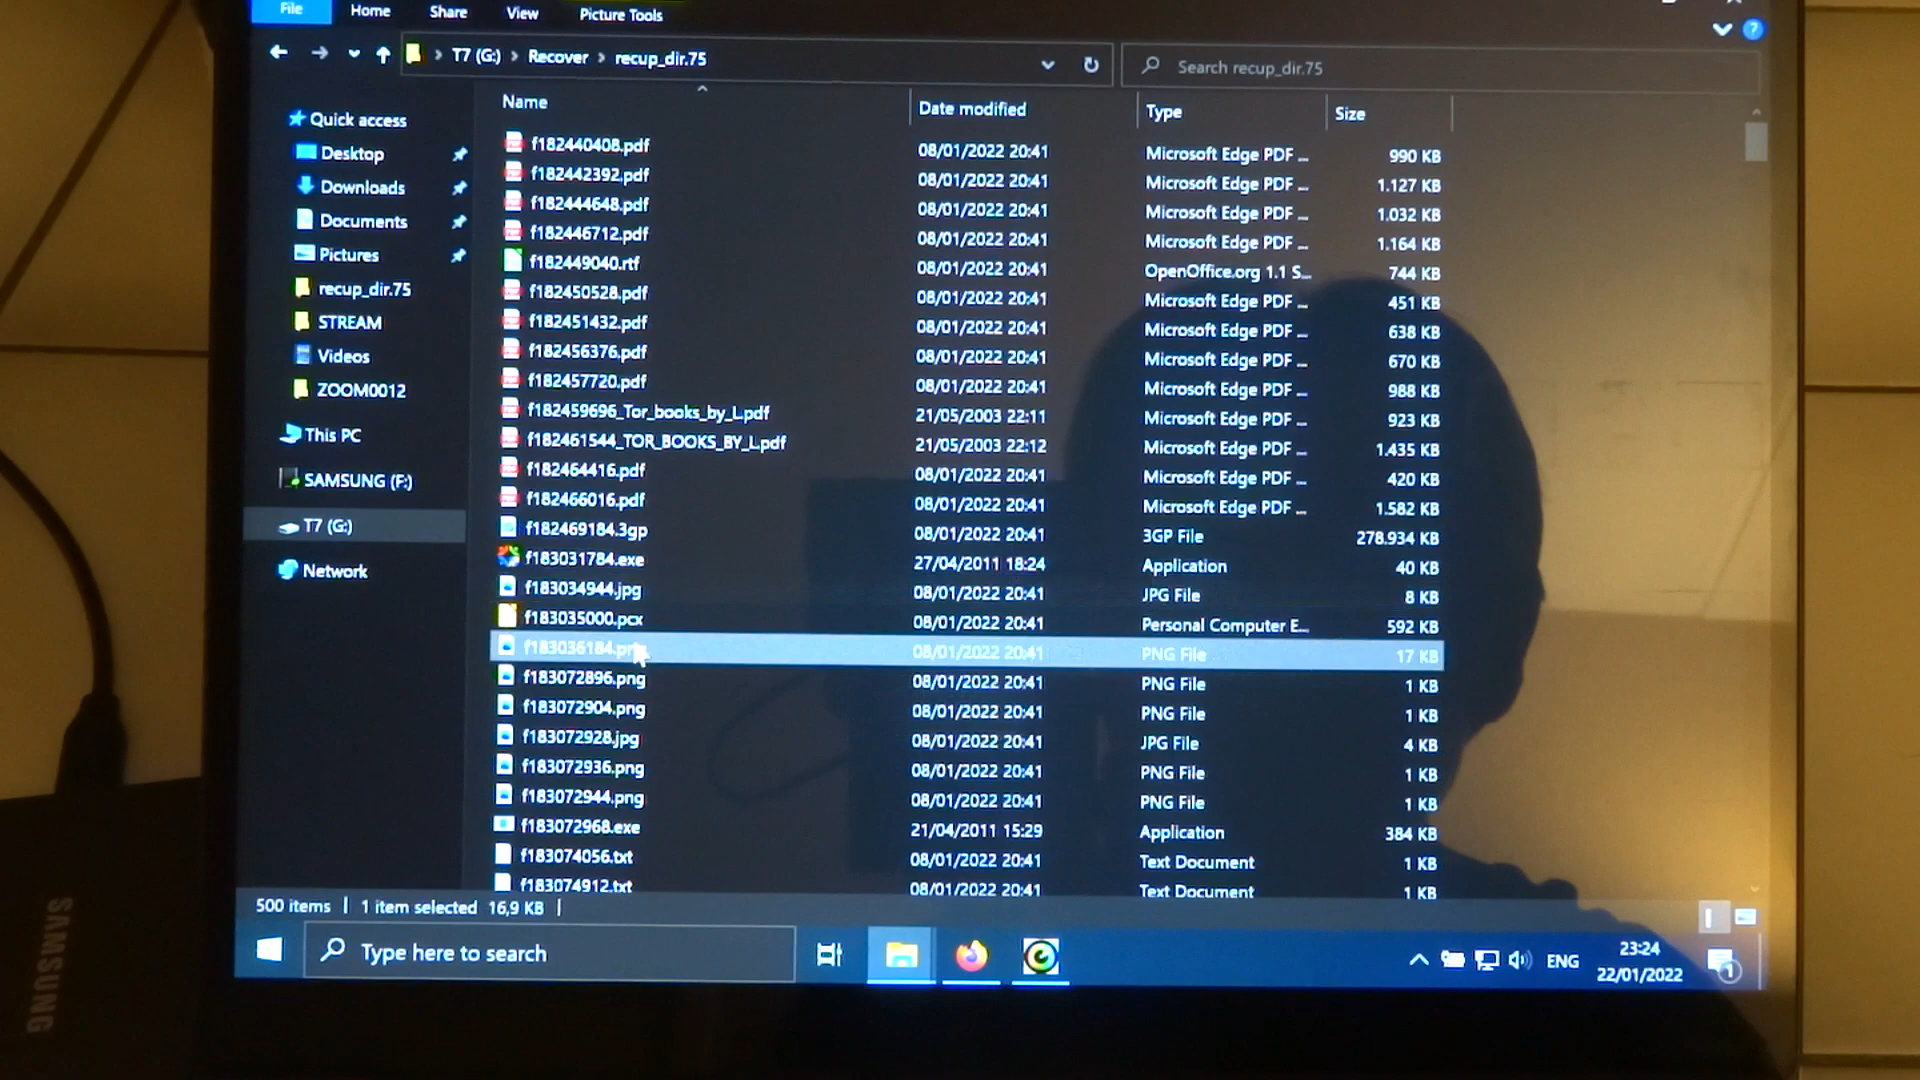 File Home Share View Picture Tools
T7 (G:) Recover recup_dir.75 Search recup_dir.75
Name Date modified Type Size
Quick access
Desktop
Downloads
Documents
Pictures
recup_dir.75
STREAM
Videos
ZOOM0012
This PC
SAMSUNG (F:)
T7 (G:)
Network
f182440408.pdf 08/01/2022 20:41 Microsoft Edge PDF ... 990 KB
f182442392.pdf 08/01/2022 20:41 Microsoft Edge PDF ... 1.127 KB
f182444648.pdf 08/01/2022 20:41 Microsoft Edge PDF ... 1.032 KB
f182446712.pdf 08/01/2022 20:41 Microsoft Edge PDF ... 1.164 KB
f182449040.rtf 08/01/2022 20:41 OpenOffice.org 1.1 S... 744 KB
f182450528.pdf 08/01/2022 20:41 Microsoft Edge PDF ... 451 KB
f182451432.pdf 08/01/2022 20:41 Microsoft Edge PDF ... 638 KB
f182456376.pdf 08/01/2022 20:41 Microsoft Edge PDF ... 670 KB
f182457720.pdf 08/01/2022 20:41 Microsoft Edge PDF ... 988 KB
f182459696_Tor_books_by_L.pdf 21/05/2003 22:11 Microsoft Edge PDF ... 923 KB
f182461544_TOR_BOOKS_BY_L.pdf 21/05/2003 22:12 Microsoft Edge PDF ... 1.435 KB
f182464416.pdf 08/01/2022 20:41 Microsoft Edge PDF ... 420 KB
f182466016.pdf 08/01/2022 20:41 Microsoft Edge PDF ... 1.582 KB
f182469184.3gp 08/01/2022 20:41 3GP File 278.934 KB
f183031784.exe 27/04/2011 18:24 Application 40 KB
f183034944.jpg 08/01/2022 20:41 JPG File 8 KB
f183035000.pcx 08/01/2022 20:41 Personal Computer E... 592 KB
f183036184.pn 08/01/2022 20:41 PNG File 17 KB
f183072896.png 08/01/2022 20:41 PNG File 1 KB
f183072904.png 08/01/2022 20:41 PNG File 1 KB
f183072928.jpg 08/01/2022 20:41 JPG File 4 KB
f183072936.png 08/01/2022 20:41 PNG File 1 KB
f183072944.png 08/01/2022 20:41 PNG File 1 KB
f183072968.exe 21/04/2011 15:29 Application 384 KB
f183074056.txt 08/01/2022 20:41 Text Document 1 KB
f183074912.txt 08/01/2022 20:41 Text Document 1 KB
500 items 1 item selected 16,9 KB
Type here to search ENG 23:24
22/01/2022
1
SAMSUNG